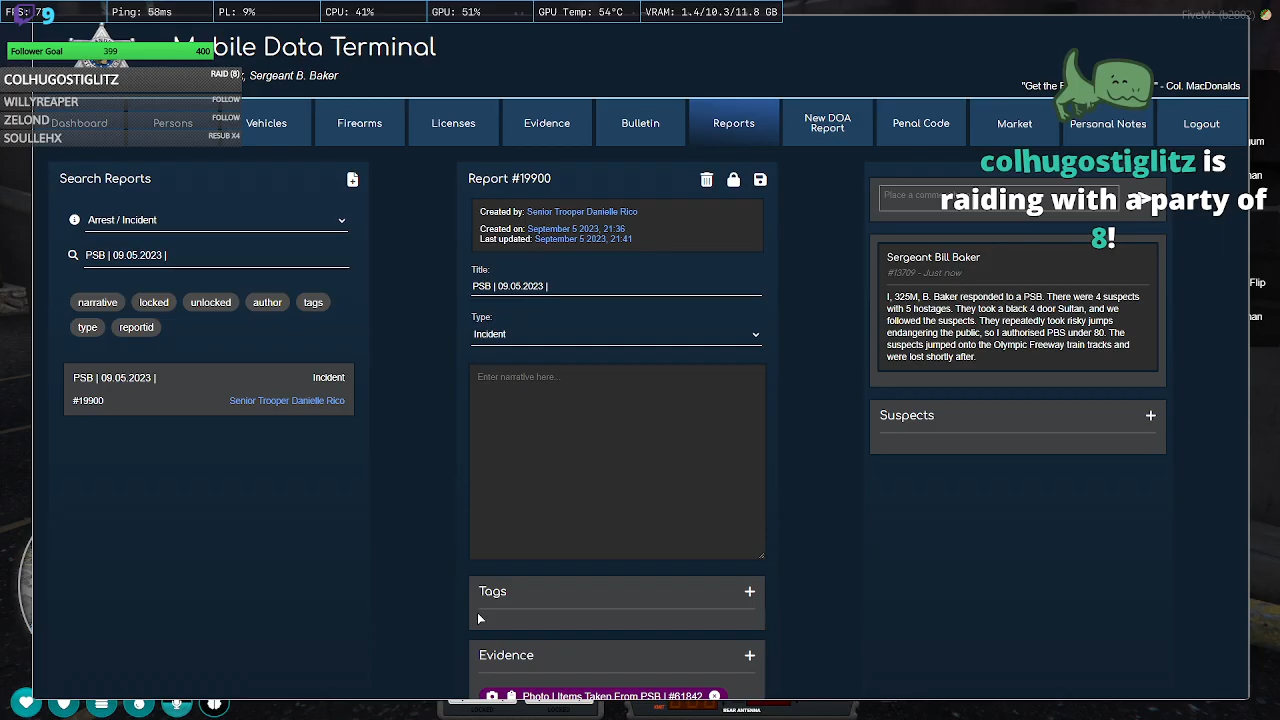 FPS: 7
Ping: 58ms
PL: 9%
CPU: 41%
GPU: 51%
GPU Temp: 54°C
VRAM: 1.4/10.3/11.8 GB
FiveM* (b2802)
9
Follower Goal 399 400
Mobile Data Terminal
COLHUGOSTIGLITZ RAID (8)
Sergeant B. Baker
WILLYREAPER FOLLOW
ZELOND FOLLOW
SOULLEHX RESUB X4
"Get the - Col. MacDonalds
Dashboard
Persons
Vehicles
Firearms
Licenses
Evidence
Bulletin
Reports
New DOA
Report
Penal Code
Market
Personal Notes
Logout
colhugostiglitz is
raiding with a party of
8!
Search Reports
Arrest / Incident
PSB | 09.05.2023 |
narrative
locked
unlocked
author
tags
type
reportid
PSB | 09.05.2023 | Incident
#19900 Senior Trooper Danielle Rico
Report #19900
Created by: Senior Trooper Danielle Rico
Created on: September 5 2023, 21:36
Last updated: September 5 2023, 21:41
Title:
PSB | 09.05.2023 |
Type:
Incident
Enter narrative here...
Tags
Evidence
Photo | Items Taken From PSB | #61842
Place a
Sergeant Bill Baker
#13709 - Just now
I, 325M, B. Baker responded to a PSB. There were 4 suspects
with 5 hostages. They took a black 4 door Sultan, and we
followed the suspects. They repeatedly took risky jumps
endangering the public, so I authorised PBS under 80. The
suspects jumped onto the Olympic Freeway train tracks and
were lost shortly after.
Suspects
LOCKED
LOCKED
REAR ANTENNA